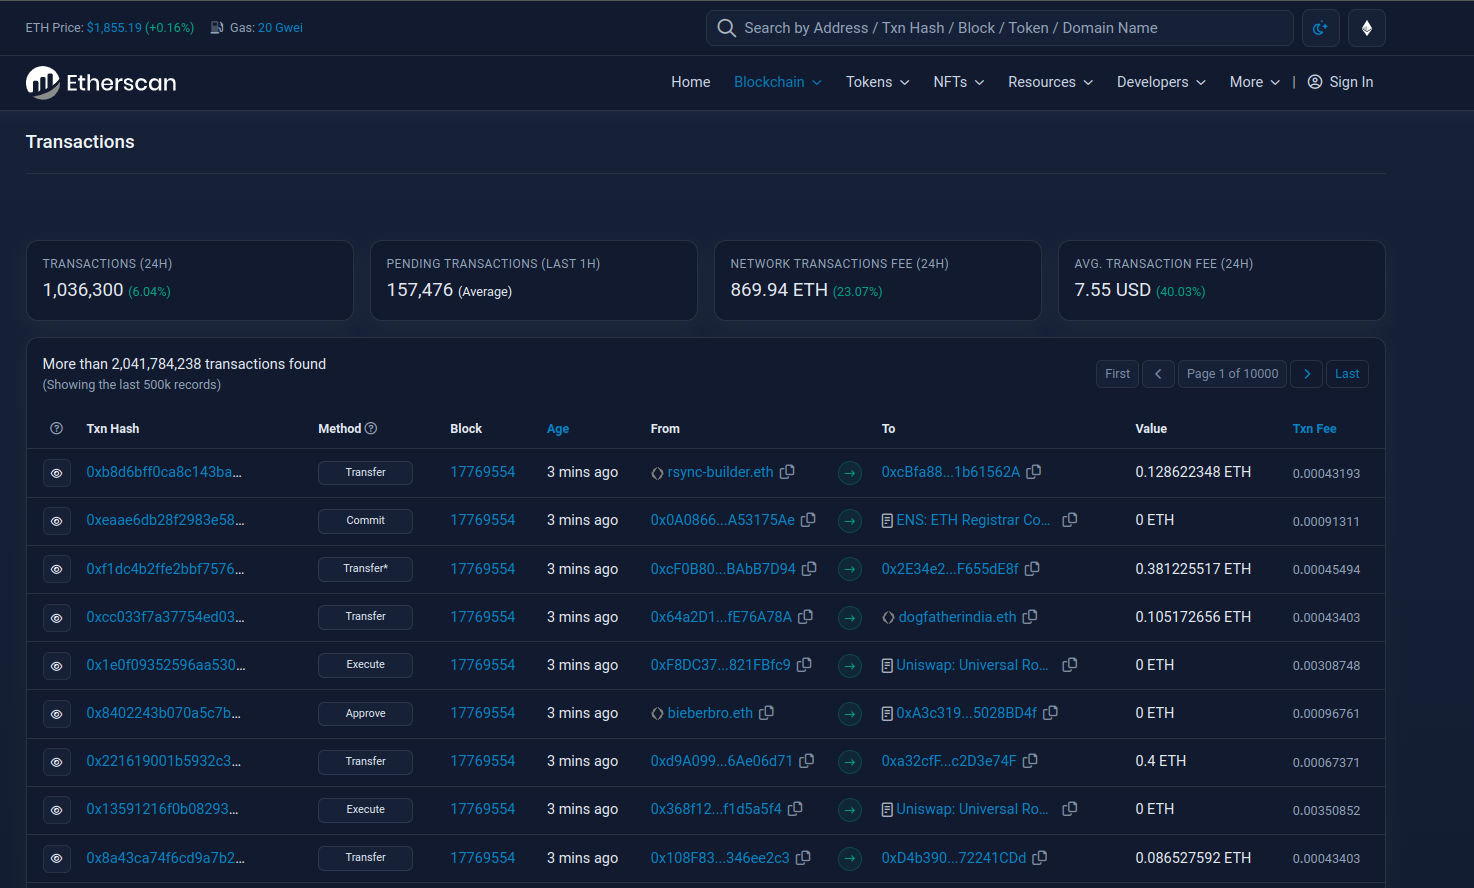 ETH Price: $1,855.19 (+0.16%) Gas: 20 Gwei
Search by Address / Txn Hash / Block / Token / Domain Name
Etherscan
Home Blockchain Tokens NFTs Resources Developers More | Sign In
Transactions
TRANSACTIONS (24H)
1,036,300 (6.04%)
PENDING TRANSACTIONS (LAST 1H)
157,476 (Average)
NETWORK TRANSACTIONS FEE (24H)
869.94 ETH (23.07%)
AVG. TRANSACTION FEE (24H)
7.55 USD (40.03%)
More than 2,041,784,238 transactions found
(Showing the last 500k records)
First Page 1 of 10000 Last
Txn Hash Method Block Age From To Value Txn Fee
0xb8d6bff0ca8c143ba... Transfer 17769554 3 mins ago rsync-builder.eth 0xcBfa88...1b61562A 0.128622348 ETH 0.00043193
0xeaae6db28f2983e58... Commit 17769554 3 mins ago 0x0A0866...A53175Ae ENS: ETH Registrar Co... 0 ETH 0.00091311
0xf1dc4b2ffe2bbf7576... Transfer* 17769554 3 mins ago 0xcF0B80...BAbB7D94 0x2E34e2...F655dE8f 0.381225517 ETH 0.00045494
0xcc033f7a37754ed03... Transfer 17769554 3 mins ago 0x64a2D1...fE76A78A dogfatherindia.eth 0.105172656 ETH 0.00043403
0x1e0f09352596aa530... Execute 17769554 3 mins ago 0xF8DC37...821FBfc9 Uniswap: Universal Ro... 0 ETH 0.00308748
0x8402243b070a5c7b... Approve 17769554 3 mins ago bieberbro.eth 0xA3c319...5028BD4f 0 ETH 0.00096761
0x221619001b5932c3... Transfer 17769554 3 mins ago 0xd9A099...6Ae06d71 0xa32cfF...c2D3e74F 0.4 ETH 0.00067371
0x13591216f0b08293... Execute 17769554 3 mins ago 0x368f12...f1d5a5f4 Uniswap: Universal Ro... 0 ETH 0.00350852
0x8a43ca74f6cd9a7b2... Transfer 17769554 3 mins ago 0x108F83...346ee2c3 0xD4b390...72241CDd 0.086527592 ETH 0.00043403